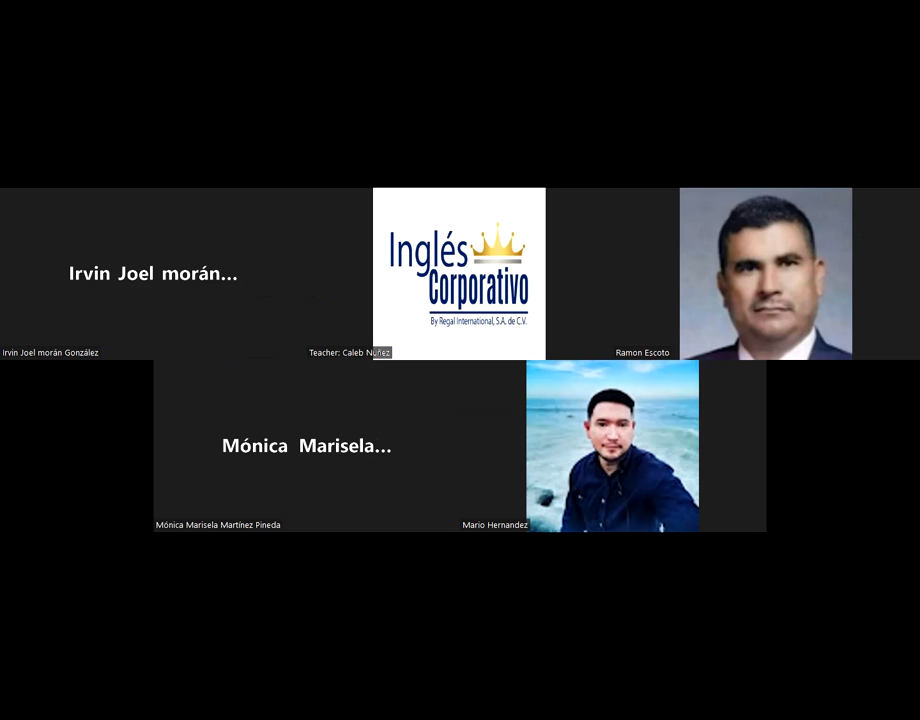 Irvin Joel morán...
Irvin Joel morán González
Inglés
Corporativo
By Regal International, S.A. de C.V.
Teacher: Caleb Nuñez
Ramon Escoto
Mónica Marisela...
Mónica Marisela Martínez Pineda
Mario Hernandez